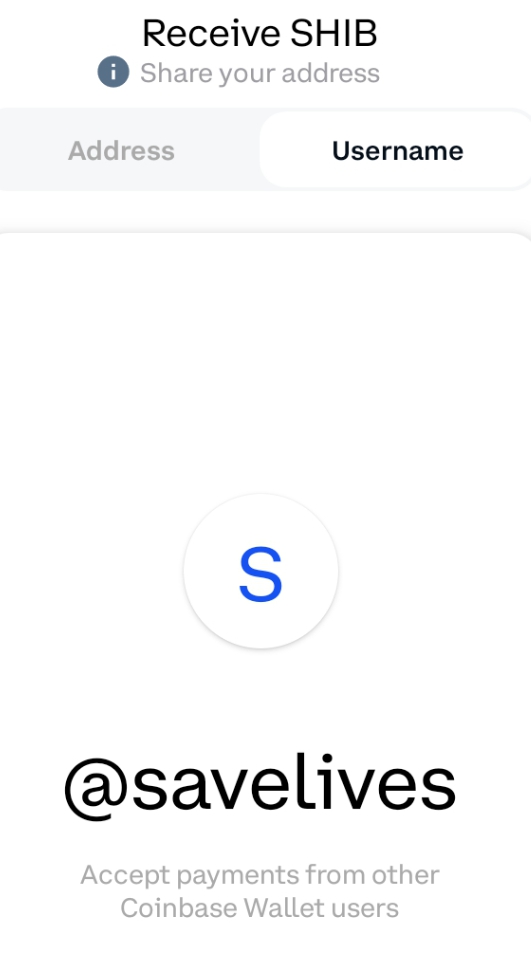 Receive SHIB
i Share your address
Address Username
S
@savelives
Accept payments from other
Coinbase Wallet users